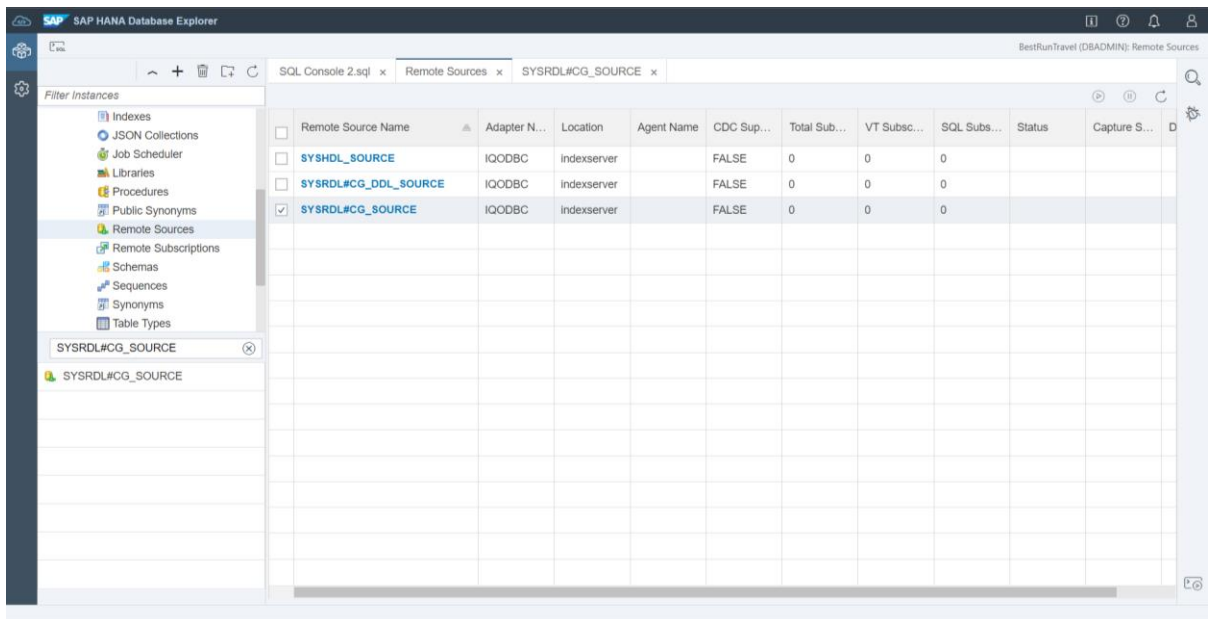 SAP SAP HANA Database Explorer
BestRunTravel (DBADMIN): Remote Sources
SQL Console 2.sql x Remote Sources x SYSRDL#CG_SOURCE x
Filter Instances
Indexes
JSON Collections
Job Scheduler
Libraries
Procedures
Public Synonyms
Remote Sources
Remote Subscriptions
Schemas
Sequences
Synonyms
Table Types
SYSRDL#CG_SOURCE
SYSRDL#CG_SOURCE
Remote Source Name Adapter N... Location Agent Name CDC Sup... Total Sub... VT Subsc... SQL Subs... Status Capture S... D
SYSHDL_SOURCE IQODBC indexserver FALSE 0 0 0
SYSRDL#CG_DDL_SOURCE IQODBC indexserver FALSE 0 0 0
SYSRDL#CG_SOURCE IQODBC indexserver FALSE 0 0 0